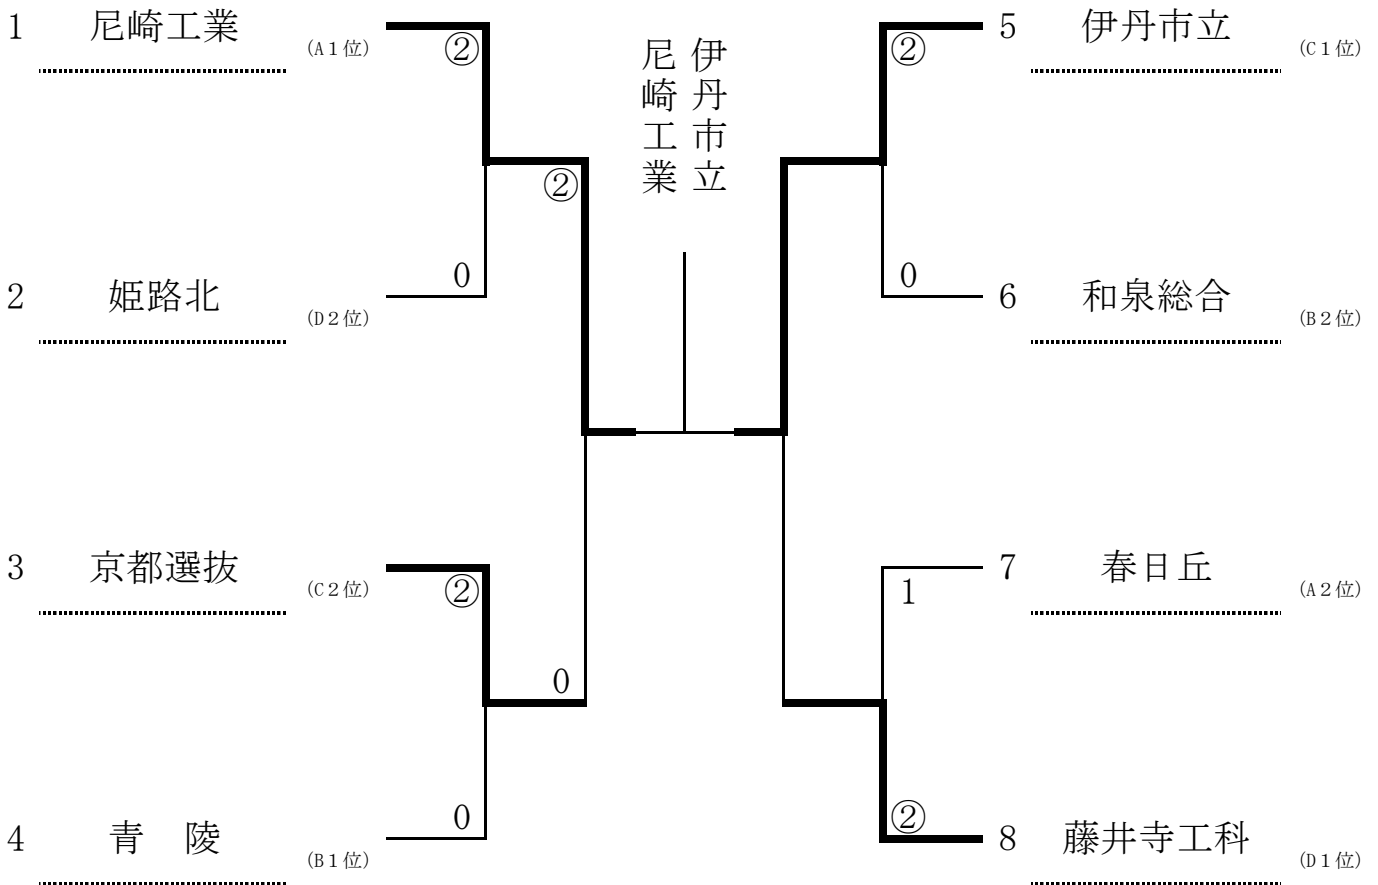 1 尼崎工業 (A1位)
②
②
2 姫路北 (D2位)
0
3 京都選抜 (C2位)
②
0
4 青　陵 (B1位)
0
伊丹市立
尼崎工業
5 伊丹市立 (C1位)
②
6 和泉総合 (B2位)
0
7 春日丘 (A2位)
1
8 藤井寺工科 (D1位)
②